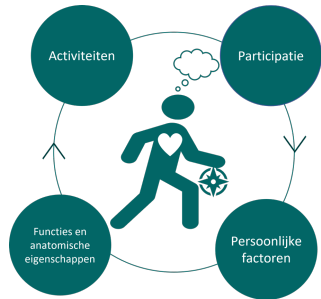 Activiteiten
Participatie
Functies en
anatomische
eigenschappen
Persoonlijke
factoren